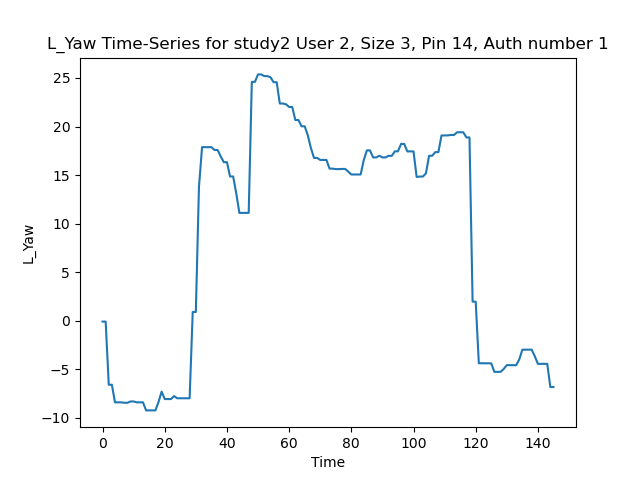 L_Yaw Time-Series for study2 User 2, Size 3, Pin 14, Auth number 1
25
20
15
10
5
0
−5
−10
L_Yaw
0 20 40 60 80 100 120 140
Time